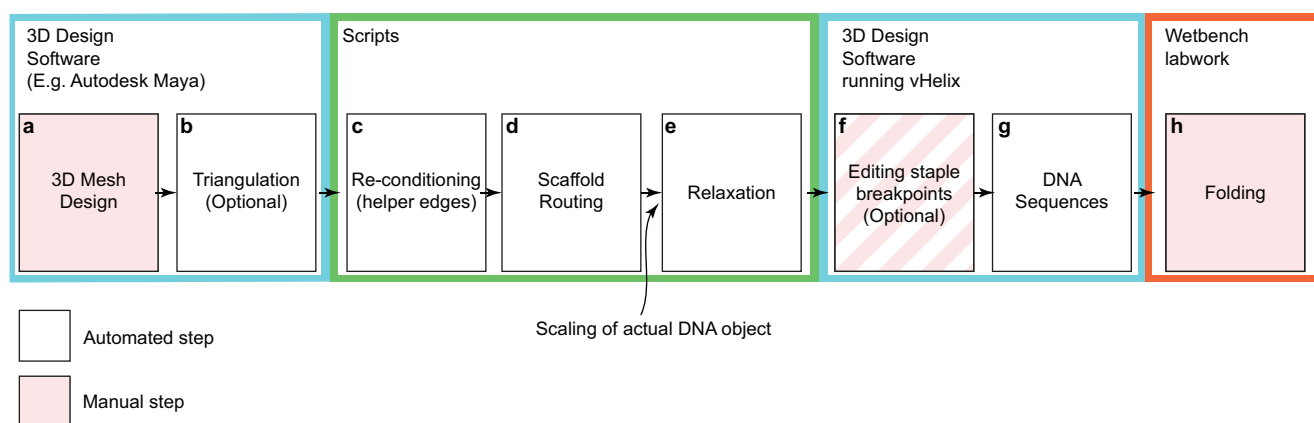 3D Design
Software
(E.g. Autodesk Maya)
Scripts
3D Design
Software
running vHelix
Wetbench
labwork
a
3D Mesh
Design
b
Triangulation
(Optional)
c
Re-conditioning
(helper edges)
d
Scaffold
Routing
e
Relaxation
f
Editing staple
breakpoints
(Optional)
g
DNA
Sequences
h
Folding
Scaling of actual DNA object
Automated step
Manual step